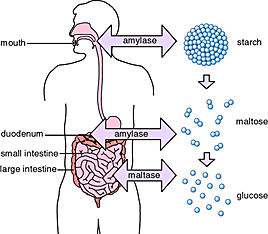 mouth
amylase
starch
duodenum
amylase
maltose
small intestine
large intestine
maltase
glucose